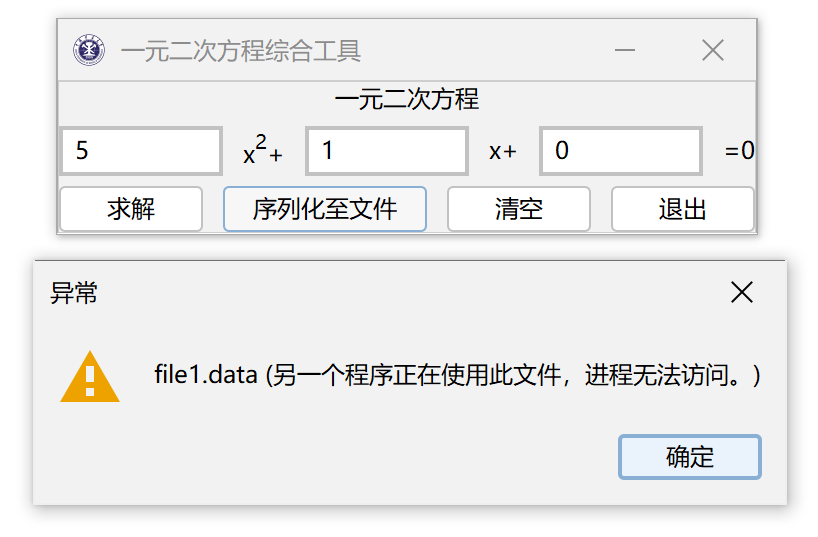 一元二次方程综合工具
一元二次方程
5 x²+ 1 x+ 0 =0
求解 序列化至文件 清空 退出
异常
file1.data (另一个程序正在使用此文件，进程无法访问。)
确定